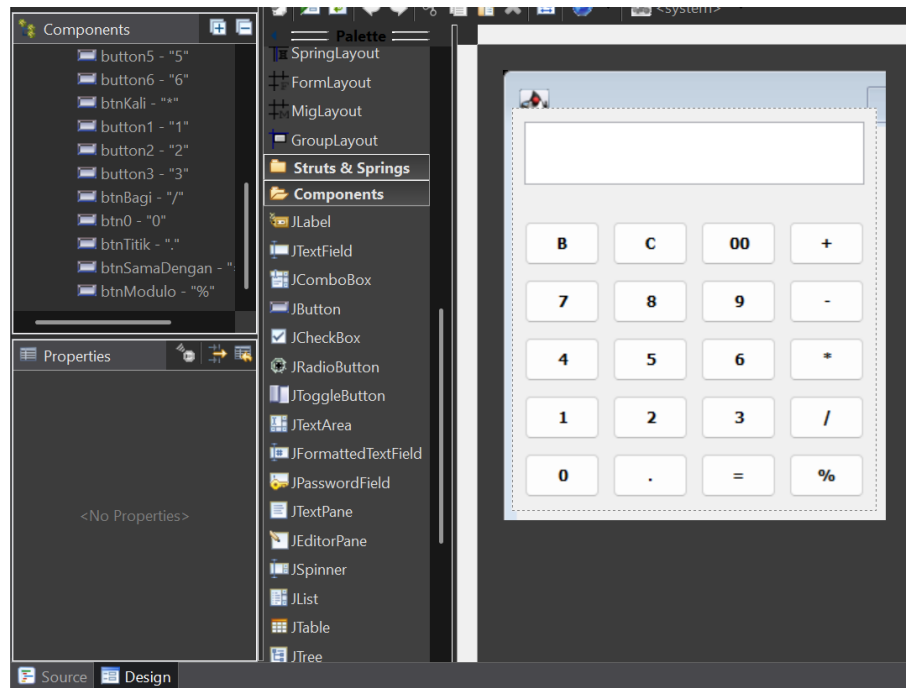 <system>
Components
button5 - "5"
button6 - "6"
btnKali - "*"
button1 - "1"
button2 - "2"
button3 - "3"
btnBagi - "/"
btn0 - "0"
btnTitik - "."
btnSamaDengan - "=
btnModulo - "%"
Properties
<No Properties>
Palette
SpringLayout
FormLayout
MigLayout
GroupLayout
Struts & Springs
Components
JLabel
JTextField
JComboBox
JButton
JCheckBox
JRadioButton
JToggleButton
JTextArea
JFormattedTextField
JPasswordField
JTextPane
JEditorPane
JSpinner
JList
JTable
JTree
B C 00 +
7 8 9 -
4 5 6 *
1 2 3 /
0 . = %
Source Design